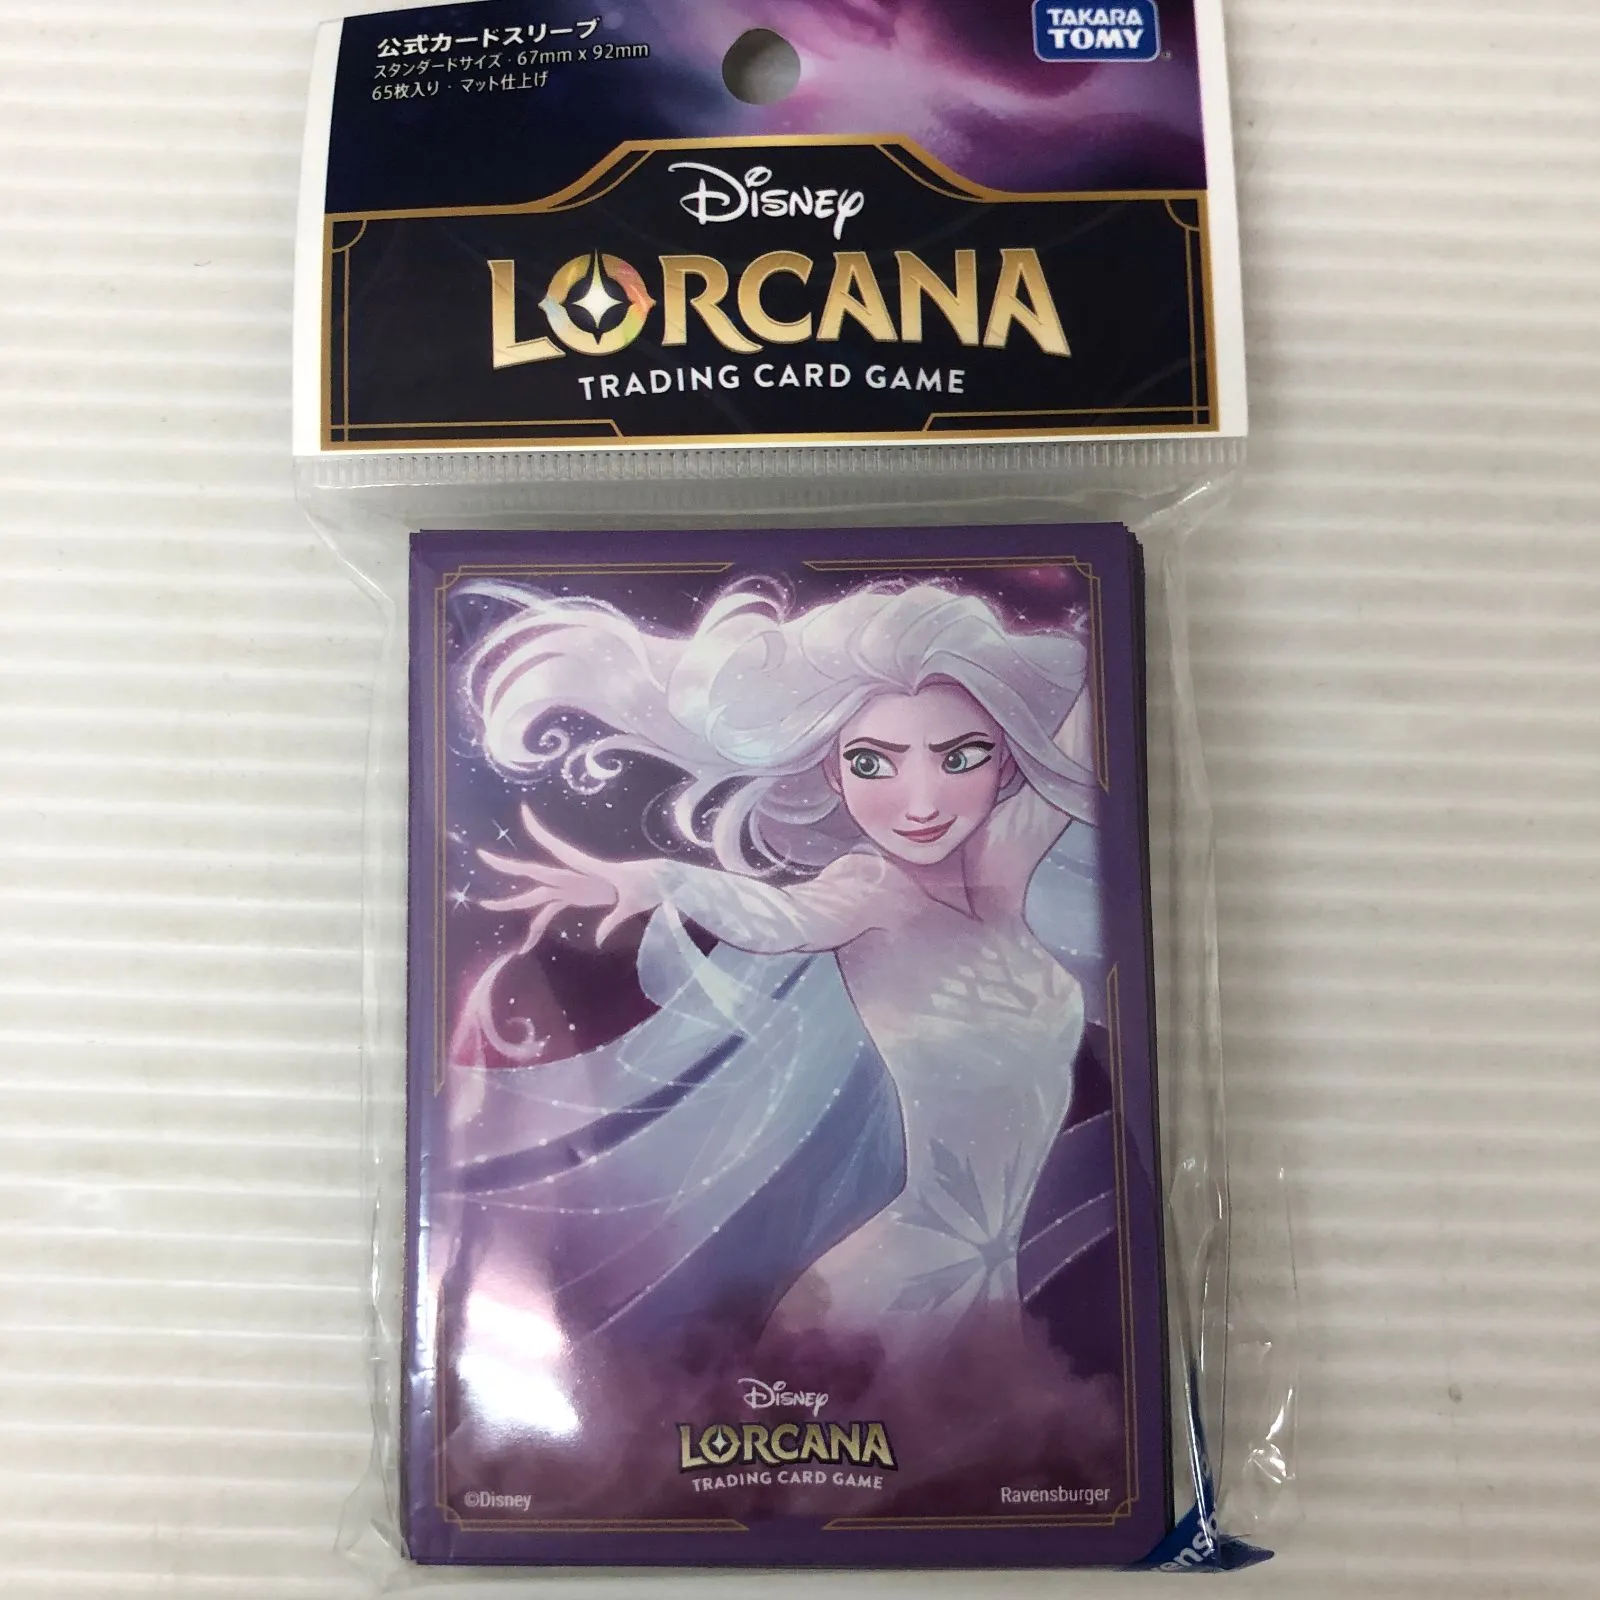 公式カードスリーブ
スタンダードサイズ・67mm x 92mm
65枚入り・マット仕上げ
TAKARA
TOMY
Disney
LORCANA
TRADING CARD GAME
Disney
LORCANA
TRADING CARD GAME
©Disney
Ravensburger